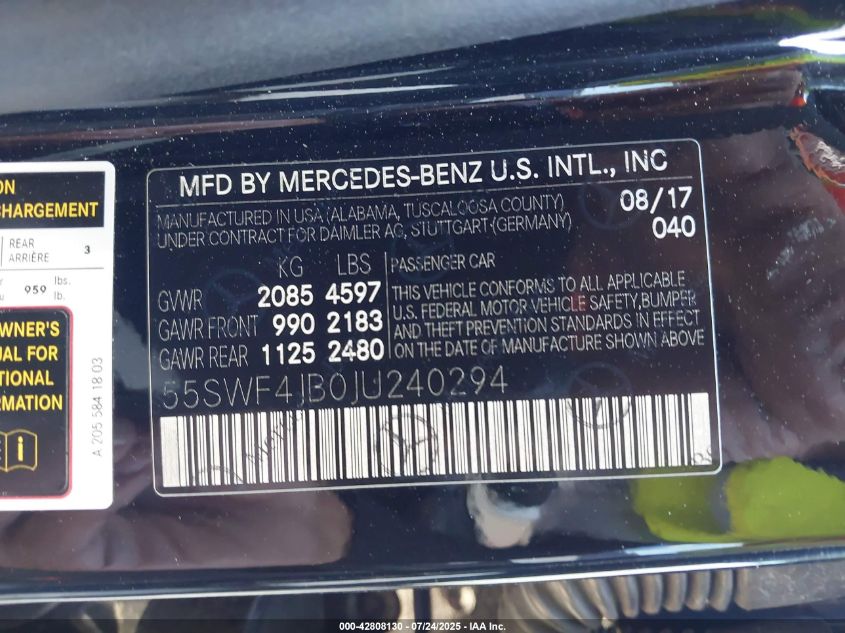 ON
CHARGEMENT
REAR
ARRIÈRE 3
959 lbs.
lb.
OWNER'S
UAL FOR
TIONAL
ORMATION
A 205 584 18 03
MFD BY MERCEDES-BENZ U.S. INTL., INC
MANUFACTURED IN USA (ALABAMA, TUSCALOOSA COUNTY) 08/17
UNDER CONTRACT FOR DAIMLER AG, STUTTGART (GERMANY) 040
KG LBS PASSENGER CAR
GVWR 2085 4597
GAWR FRONT 990 2183
GAWR REAR 1125 2480
THIS VEHICLE CONFORMS TO ALL APPLICABLE
U.S. FEDERAL MOTOR VEHICLE SAFETY, BUMPER
AND THEFT PREVENTION STANDARDS IN EFFECT
ON THE DATE OF MANUFACTURE SHOWN ABOVE
55SWF4JB0JU240294
000-42808130 - 07/24/2025 - IAA Inc.